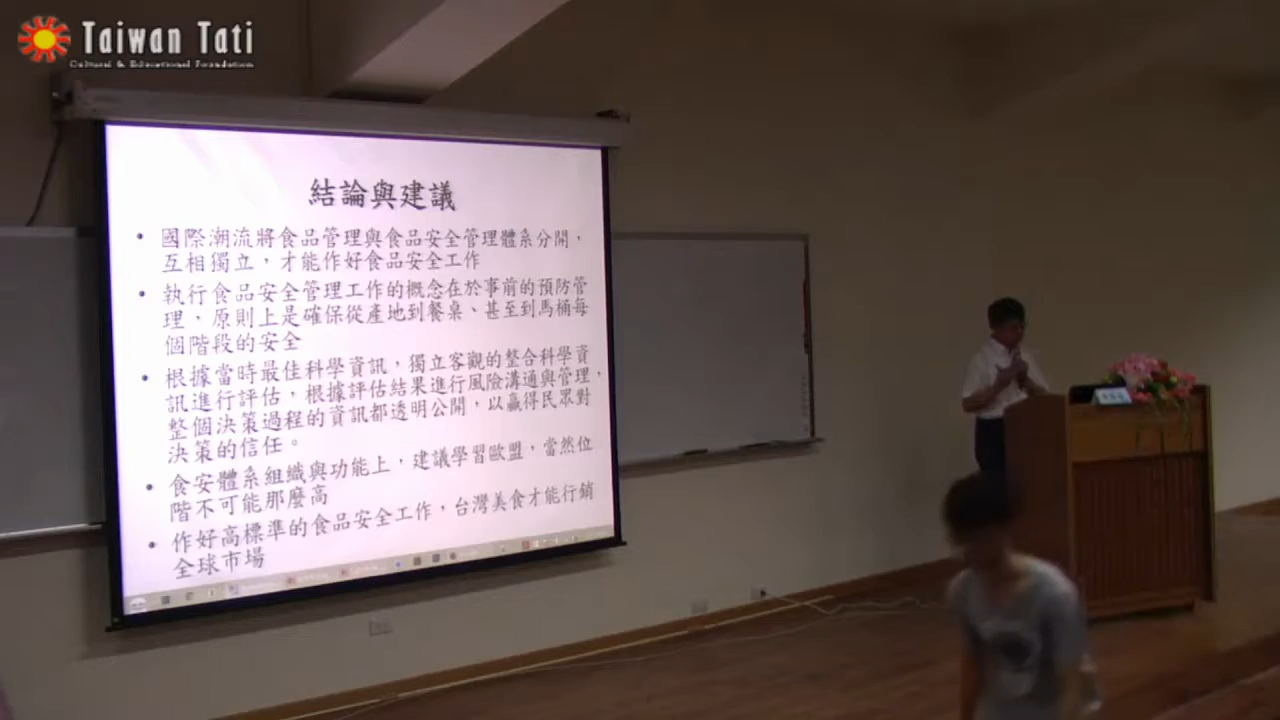 Taiwan Tati
Cultural & Educational Foundation
結論與建議
• 國際潮流將食品管理與食品安全管理體系分開，
互相獨立，才能作好食品安全工作
• 執行食品安全管理工作的概念在於事前的預防管
理，原則上是確保從產地到餐桌、甚至到馬桶每
個階段的安全
• 根據當時最佳科學資訊，獨立客觀的整合科學資
訊進行評估，根據評估結果進行風險溝通與管理，
整個決策過程的資訊都透明公開，以贏得民眾對
決策的信任。
• 食安體系組織與功能上，建議學習歐盟，當然位
階不可能那麼高
• 作好高標準的食品安全工作，台灣美食才能行銷
全球市場